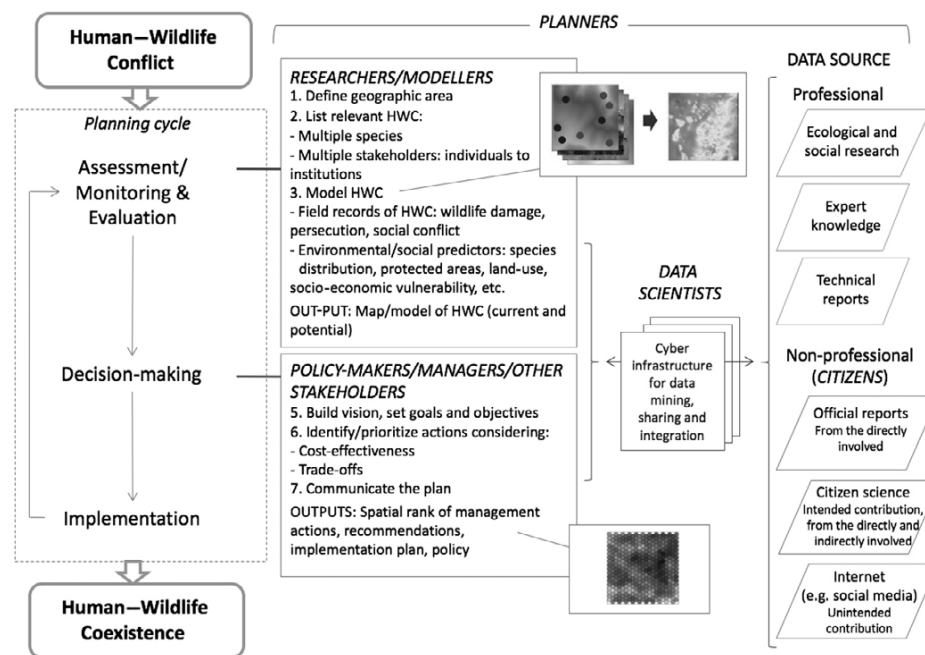 Human—Wildlife
Conflict
Planning cycle
Assessment/
Monitoring &
Evaluation
Decision-making
Implementation
Human—Wildlife
Coexistence
PLANNERS
RESEARCHERS/MODELLERS
1. Define geographic area
2. List relevant HWC:
- Multiple species
- Multiple stakeholders: individuals to
institutions
3. Model HWC
- Field records of HWC: wildlife damage,
persecution, social conflict
- Environmental/social predictors: species
distribution, protected areas, land-use,
socio-economic vulnerability, etc.
OUT-PUT: Map/model of HWC (current and
potential)
POLICY-MAKERS/MANAGERS/OTHER
STAKEHOLDERS
5. Build vision, set goals and objectives
6. Identify/prioritize actions considering:
- Cost-effectiveness
- Trade-offs
7. Communicate the plan
OUTPUTS: Spatial rank of management
actions, recommendations,
implementation plan, policy
DATA
SCIENTISTS
Cyber
infrastructure
for data
mining,
sharing and
integration
DATA SOURCE
Professional
Ecological and
social research
Expert
knowledge
Technical
reports
Non-professional
(CITIZENS)
Official reports
From the directly
involved
Citizen science
Intended contribution,
from the directly and
indirectly involved
Internet
(e.g. social media)
Unintended
contribution